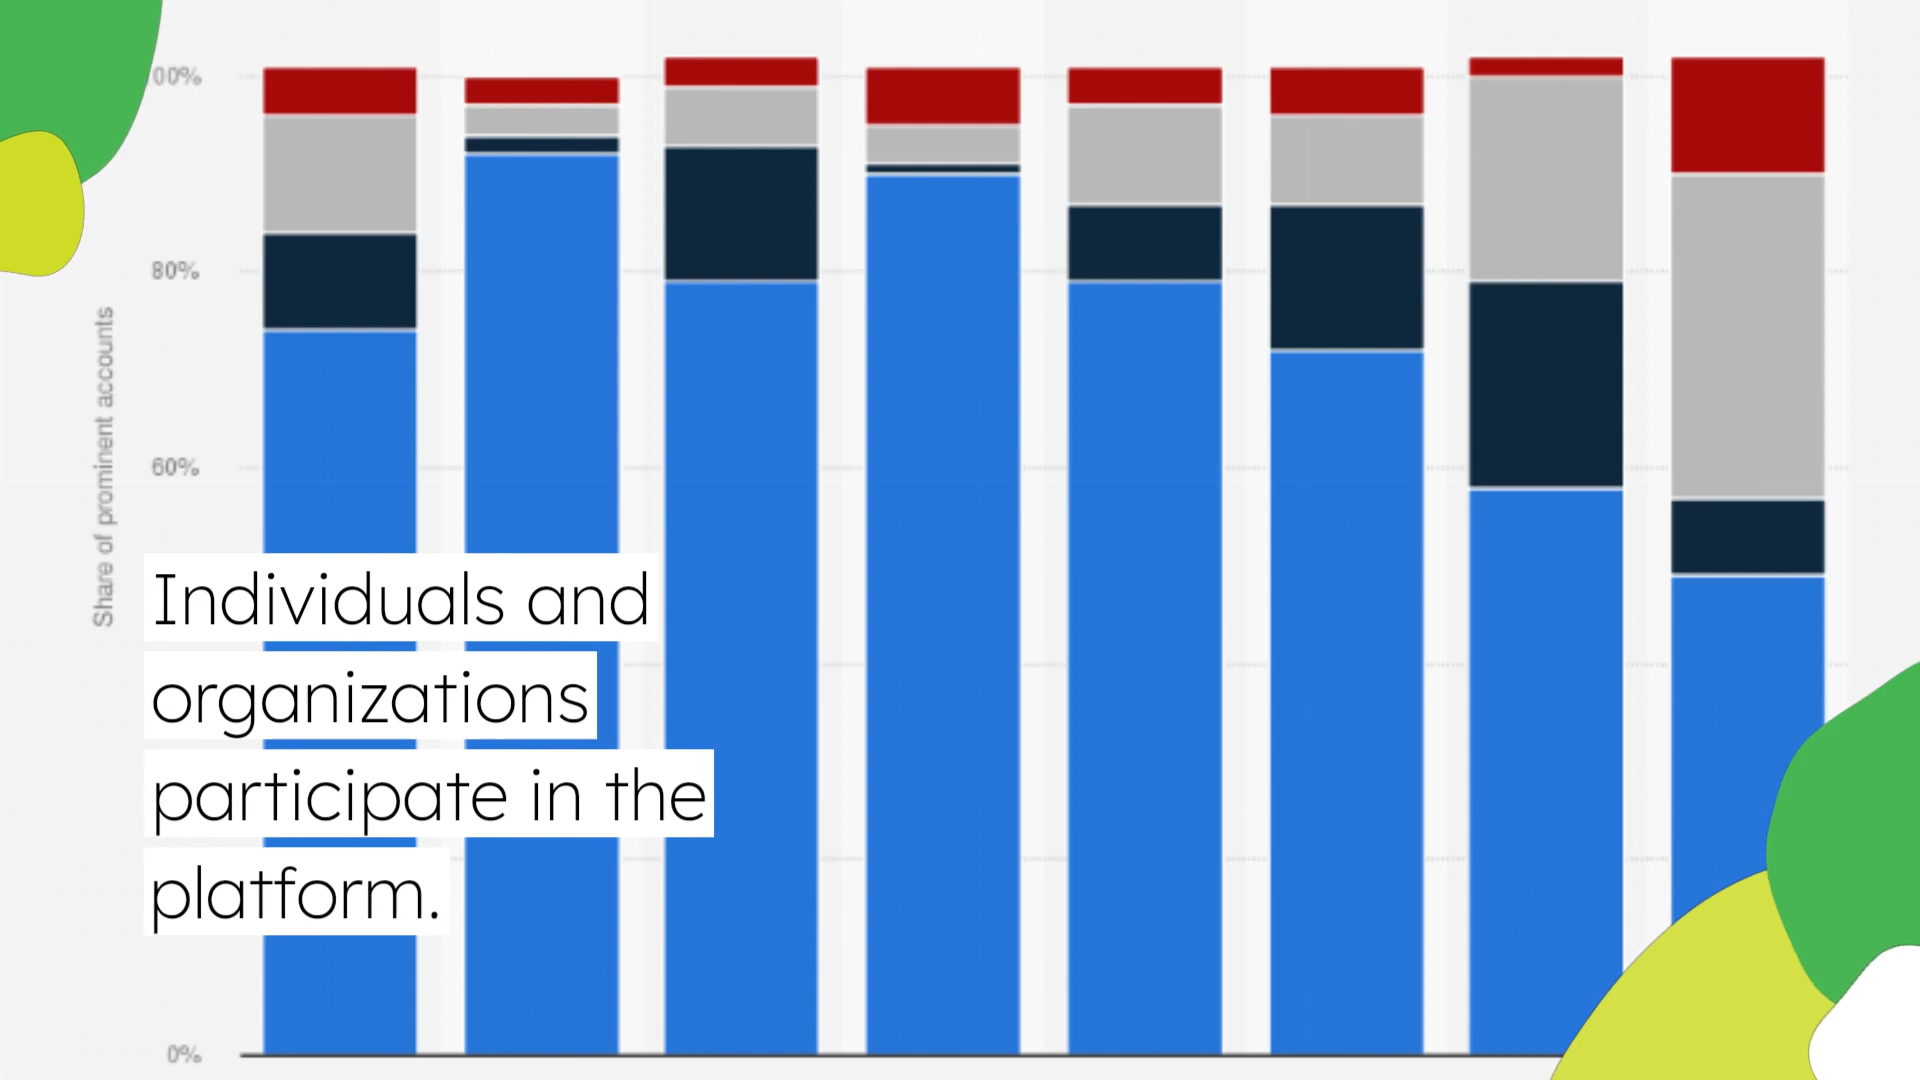 00%
80%
60%
0%
Share of prominent accounts
Individuals and
organizations
participate in the
platform.